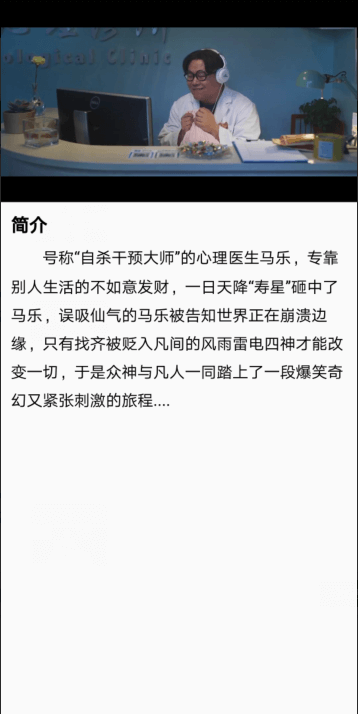 ological Clinic
DELL
简介
号称“自杀干预大师”的心理医生马乐，专靠
别人生活的不如意发财，一日天降“寿星”砸中了
马乐，误吸仙气的马乐被告知世界正在崩溃边
缘，只有找齐被贬入凡间的风雨雷电四神才能改
变一切，于是众神与凡人一同踏上了一段爆笑奇
幻又紧张刺激的旅程....